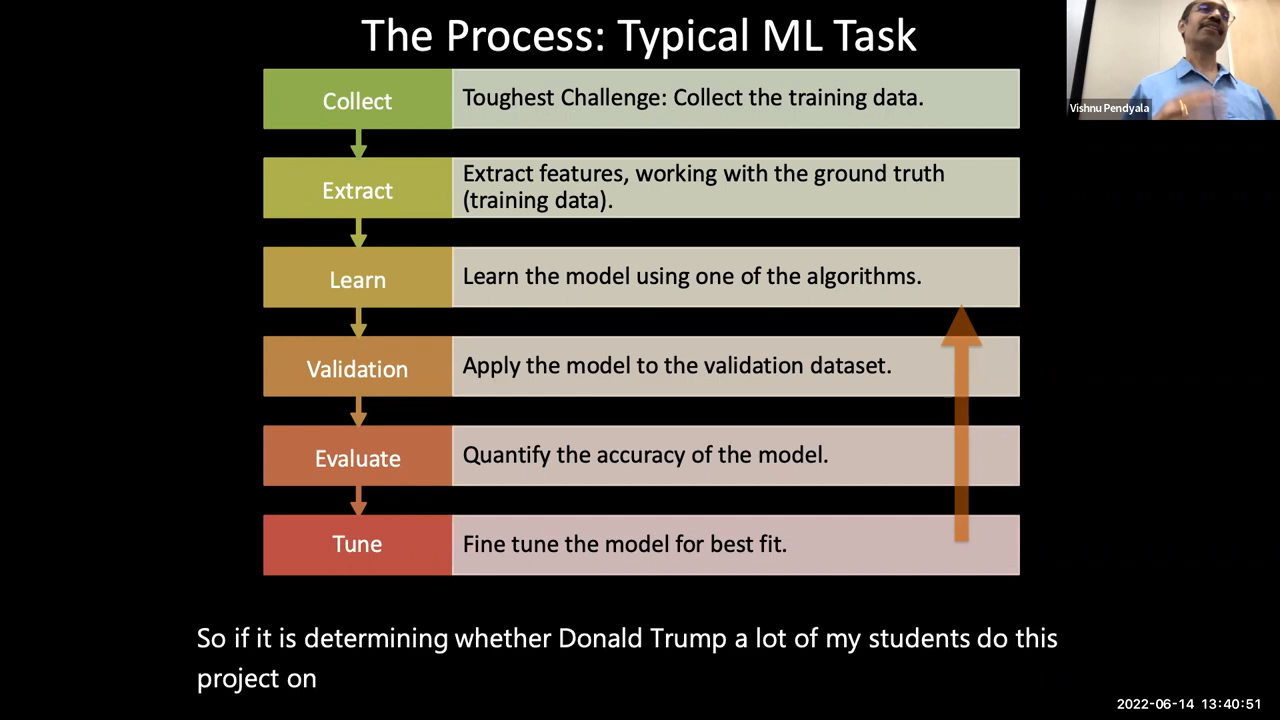 The Process: Typical ML Task
Vishnu Pendyala
Collect
Toughest Challenge: Collect the training data.
Extract
Extract features, working with the ground truth
(training data).
Learn
Learn the model using one of the algorithms.
Validation
Apply the model to the validation dataset.
Evaluate
Quantify the accuracy of the model.
Tune
Fine tune the model for best fit.
So if it is determining whether Donald Trump a lot of my students do this
project on
2022-06-14 13:40:51